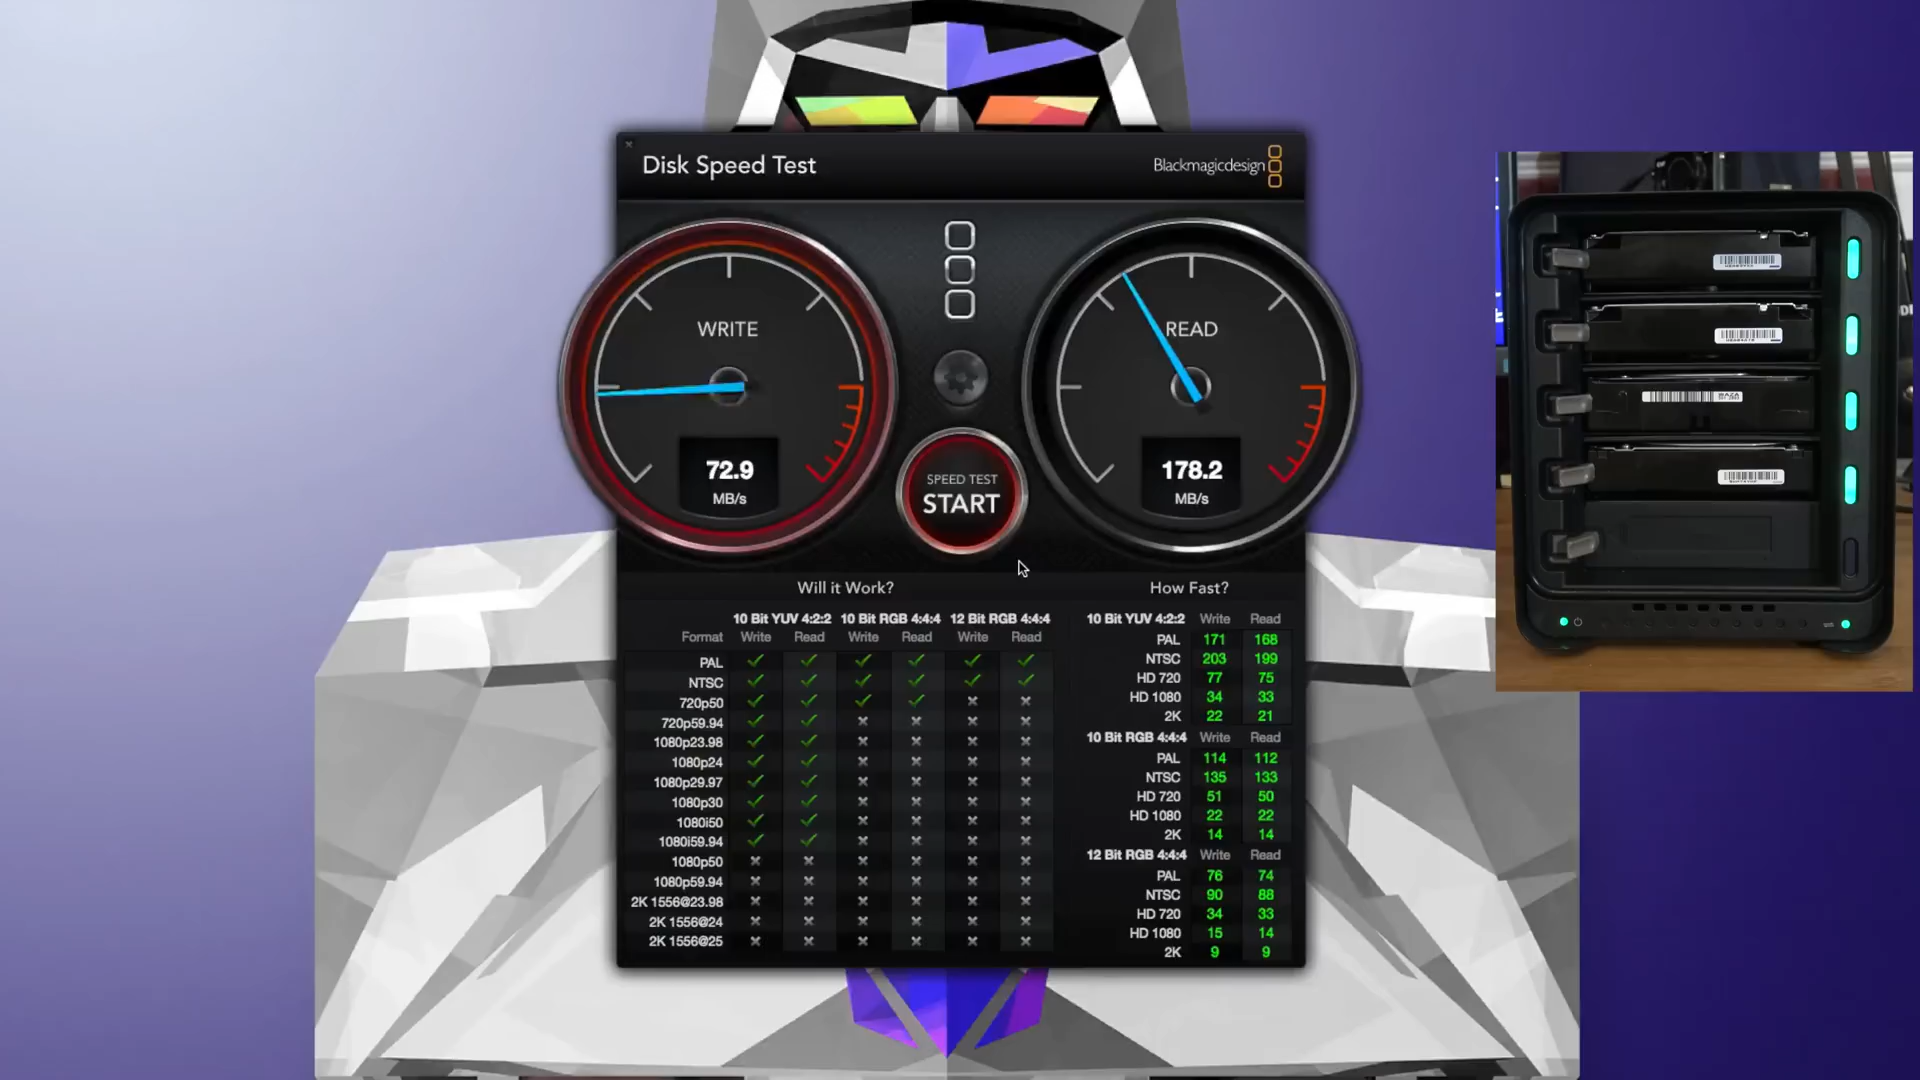 Disk Speed Test
Blackmagicdesign
WRITE
72.9
MB/s
SPEED TEST
START
READ
178.2
MB/s
Will it Work?
10 Bit YUV 4:2:2 10 Bit RGB 4:4:4 12 Bit RGB 4:4:4
Format Write Read Write Read Write Read
PAL
NTSC
720p50
720p59.94
1080p23.98
1080p24
1080p29.97
1080p30
1080i50
1080i59.94
1080p50
1080p59.94
2K 1556@23.98
2K 1556@24
2K 1556@25
How Fast?
10 Bit YUV 4:2:2 Write Read
PAL 171 168
NTSC 203 199
HD 720 77 75
HD 1080 34 33
2K 22 21
10 Bit RGB 4:4:4 Write Read
PAL 114 112
NTSC 135 133
HD 720 51 50
HD 1080 22 22
2K 14 14
12 Bit RGB 4:4:4 Write Read
PAL 76 74
NTSC 90 88
HD 720 34 33
HD 1080 15 14
2K 9 9